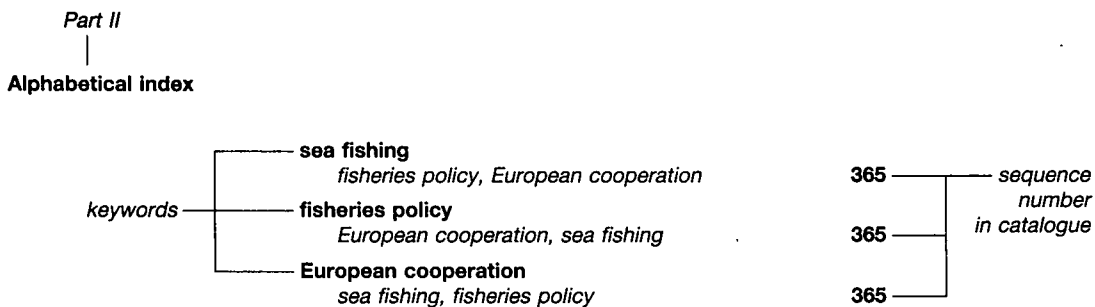 Part II
Alphabetical index
sea fishing
fisheries policy, European cooperation 365
keywords fisheries policy
European cooperation, sea fishing 365
European cooperation
sea fishing, fisheries policy 365
sequence
number
in catalogue